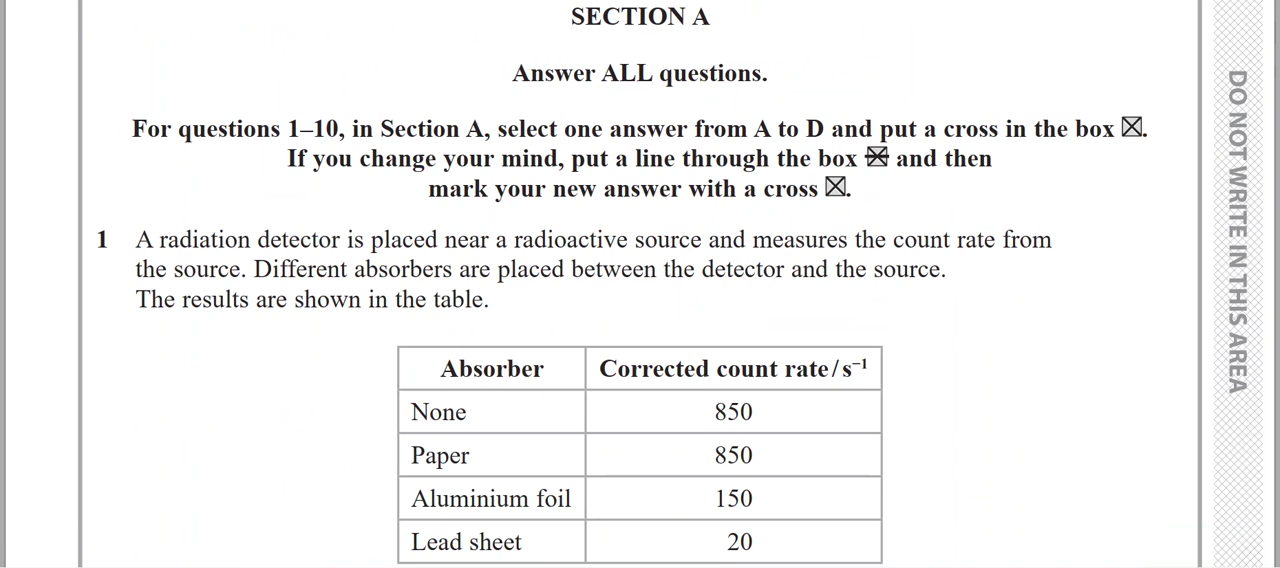 SECTION A
Answer ALL questions.
For questions 1–10, in Section A, select one answer from A to D and put a cross in the box ☒.
If you change your mind, put a line through the box and then
mark your new answer with a cross ☒.
1 A radiation detector is placed near a radioactive source and measures the count rate from
the source. Different absorbers are placed between the detector and the source.
The results are shown in the table.
Absorber Corrected count rate/s⁻¹
None 850
Paper 850
Aluminium foil 150
Lead sheet 20
DO NOT WRITE IN THIS AREA